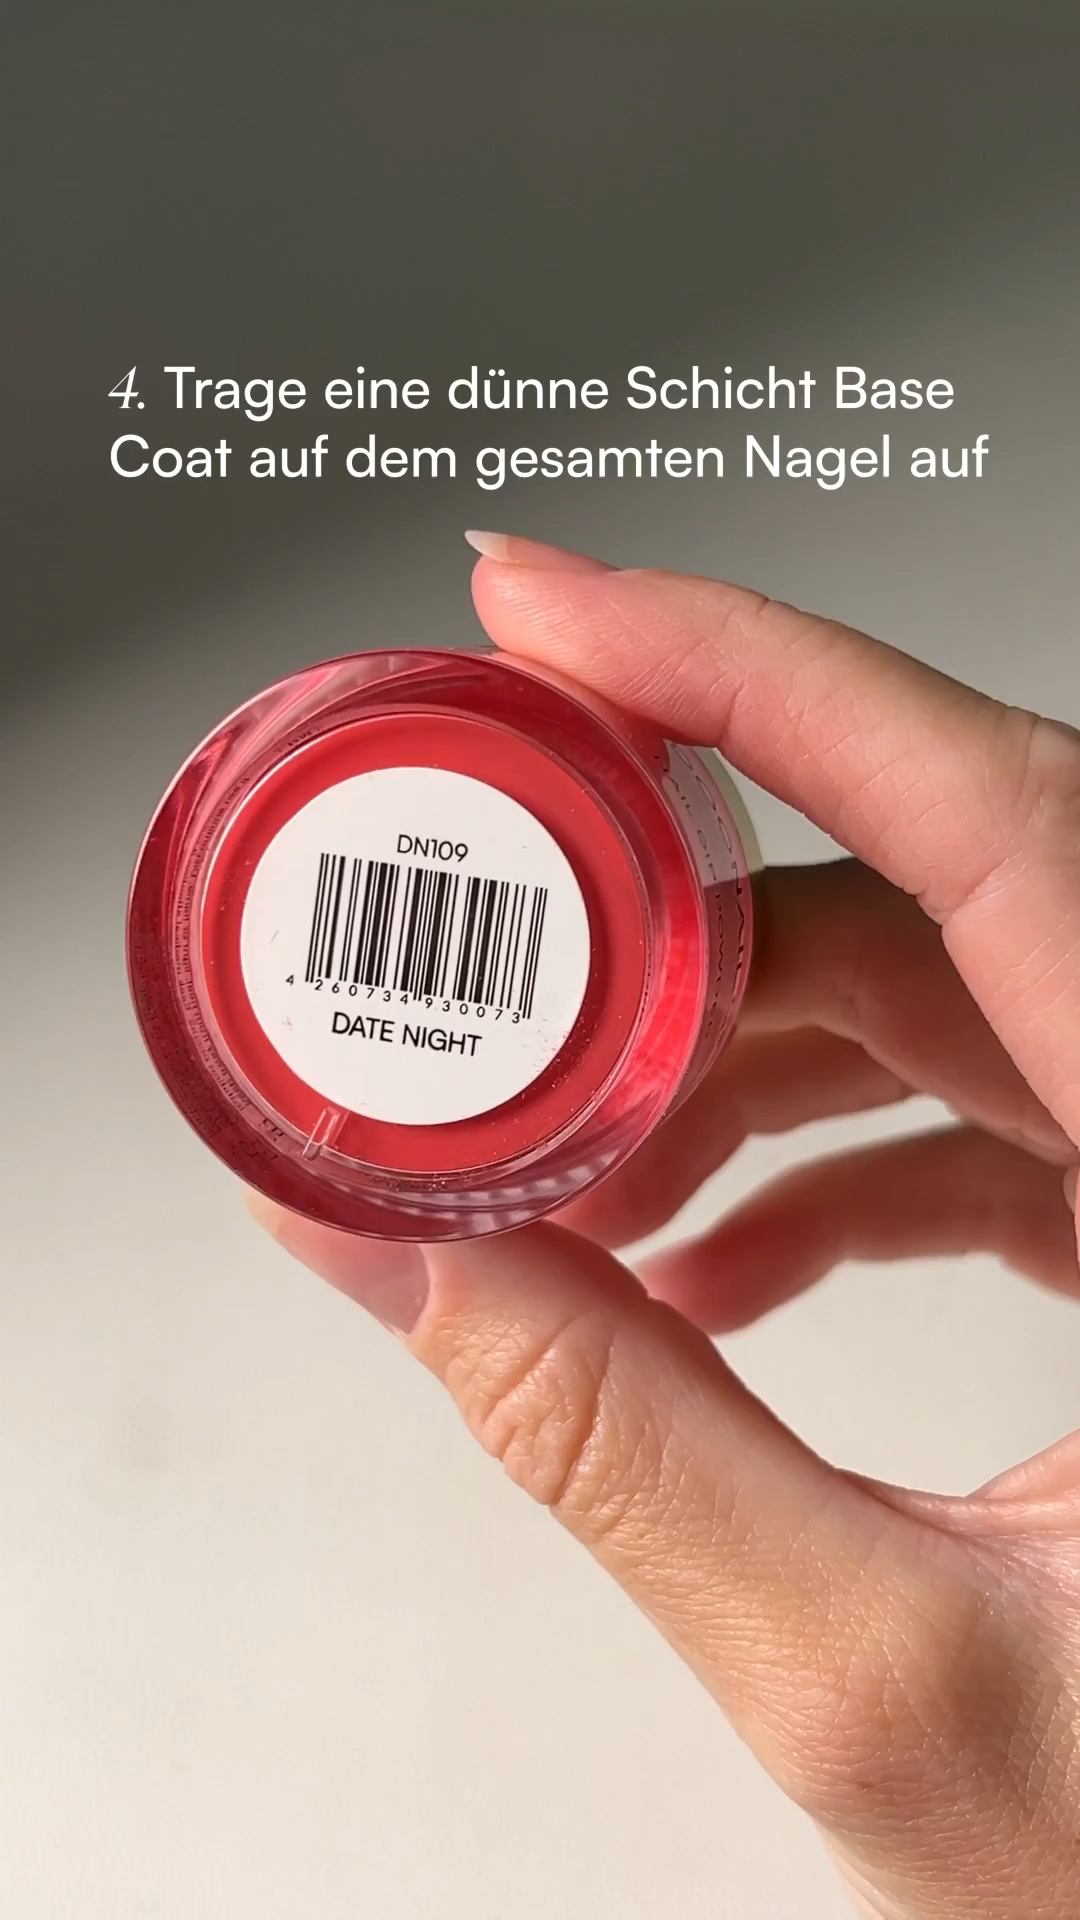 4. Trage eine dünne Schicht Base
Coat auf dem gesamten Nagel auf
DN109
4 260734 930073
DATE NIGHT